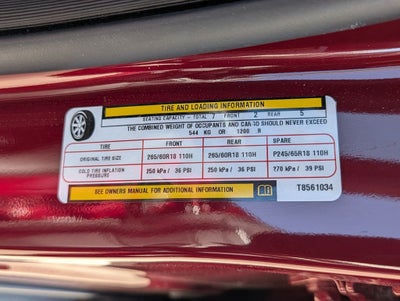 TIRE AND LOADING INFORMATION
SEATING CAPACITY - TOTAL 7 FRONT 2 REAR 5
THE COMBINED WEIGHT OF OCCUPANTS AND CARGO SHOULD NEVER EXCEED
544 KG OR 1200
FRONT REAR SPARE
ORIGINAL TIRE SIZE 265/60R18 110H 265/60R18 110H P245/65R18 110H
COLD TIRE INFLATION PRESSURE 250 kPa / 36 PSI 250 kPa / 36 PSI 270 kPa / 39 PSI
SEE OWNERS MANUAL FOR ADDITIONAL INFORMATION T8561034